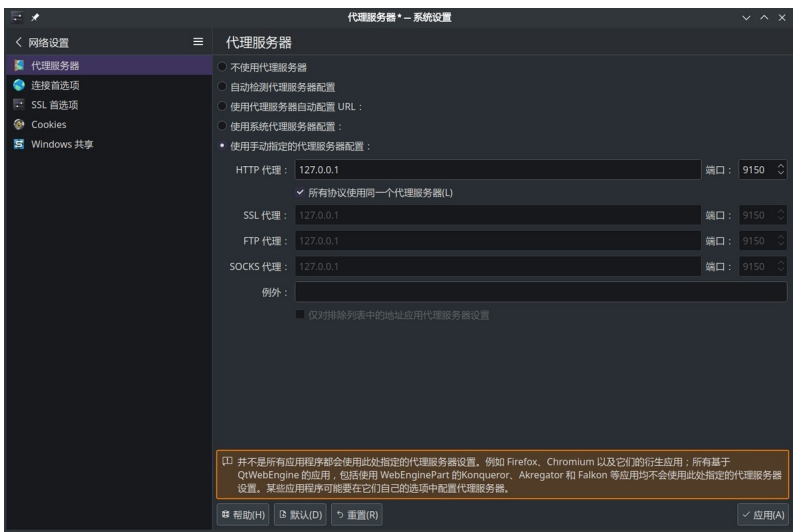 代理服务器 * — 系统设置
网络设置
代理服务器
代理服务器
连接首选项
SSL 首选项
Cookies
Windows 共享
不使用代理服务器
自动检测代理服务器配置
使用代理服务器自动配置 URL：
使用系统代理服务器配置：
使用手动指定的代理服务器配置：
HTTP 代理： 127.0.0.1 端口： 9150
所有协议使用同一个代理服务器(L)
SSL 代理： 127.0.0.1 端口： 9150
FTP 代理： 127.0.0.1 端口： 9150
SOCKS 代理： 127.0.0.1 端口： 9150
例外：
仅对排除列表中的地址应用代理服务器设置
并不是所有应用程序都会使用此处指定的代理服务器设置。例如 Firefox、Chromium 以及它们的衍生应用；所有基于
QtWebEngine 的应用，包括使用 WebEnginePart 的Konqueror、Akregator 和 Falkon 等应用均不会使用此处指定的代理服务器
设置。某些应用程序可能要在它们自己的选项中配置代理服务器。
帮助(H) 默认(D) 重置(R) 应用(A)